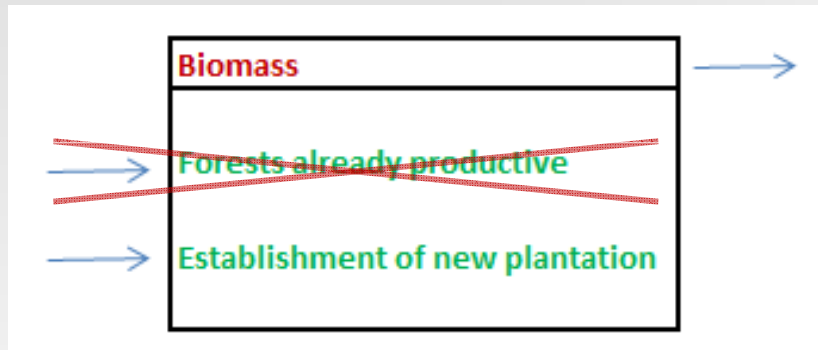 Biomass
Forests already productive
Establishment of new plantation